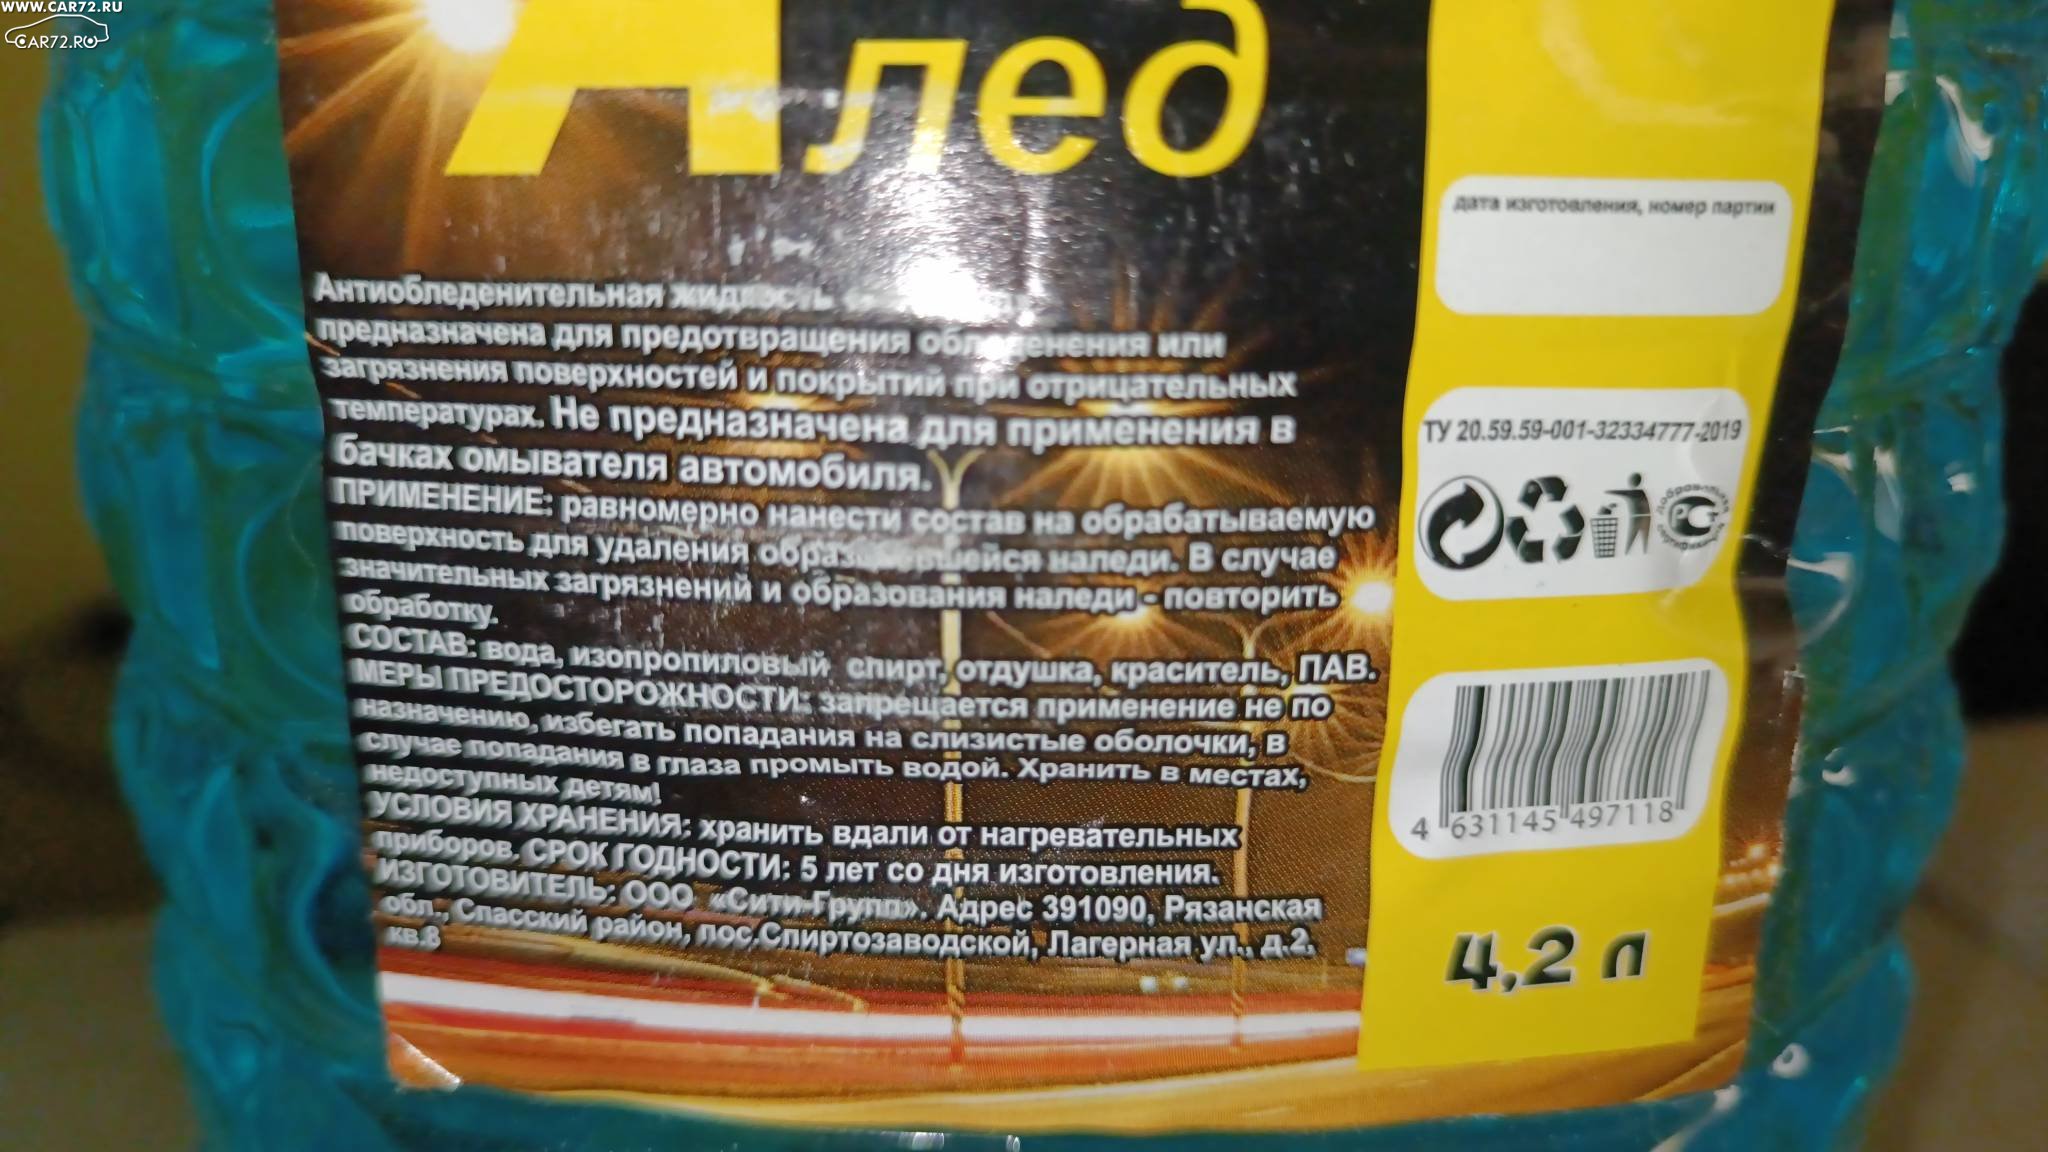 WWW.CAR72.RU
CAR72.RU
Алед
Антиобледенительная жидкость
предназначена для предотвращения обледенения или
загрязнения поверхностей и покрытий при отрицательных
температурах. Не предназначена для применения в
бачках омывателя автомобиля.
ПРИМЕНЕНИЕ: равномерно нанести состав на обрабатываемую
поверхность для удаления образовавшейся наледи. В случае
значительных загрязнений и образования наледи - повторить
обработку.
СОСТАВ: вода, изопропиловый спирт, отдушка, краситель, ПАВ.
МЕРЫ ПРЕДОСТОРОЖНОСТИ: запрещается применение не по
назначению, избегать попадания на слизистые оболочки, в
случае попадания в глаза промыть водой. Хранить в местах,
недоступных детям!
УСЛОВИЯ ХРАНЕНИЯ: хранить вдали от нагревательных
приборов. СРОК ГОДНОСТИ: 5 лет со дня изготовления.
ИЗГОТОВИТЕЛЬ: ООО «Сити-Групп». Адрес 391090, Рязанская
обл., Спасский район, пос.Спиртозаводской, Лагерная ул., д.2,
кв.8
дата изготовления, номер партии
ТУ 20.59.59-001-32334777-2019
Добровольная
РСТ
сертификация
4 631145 497118
4,2 л